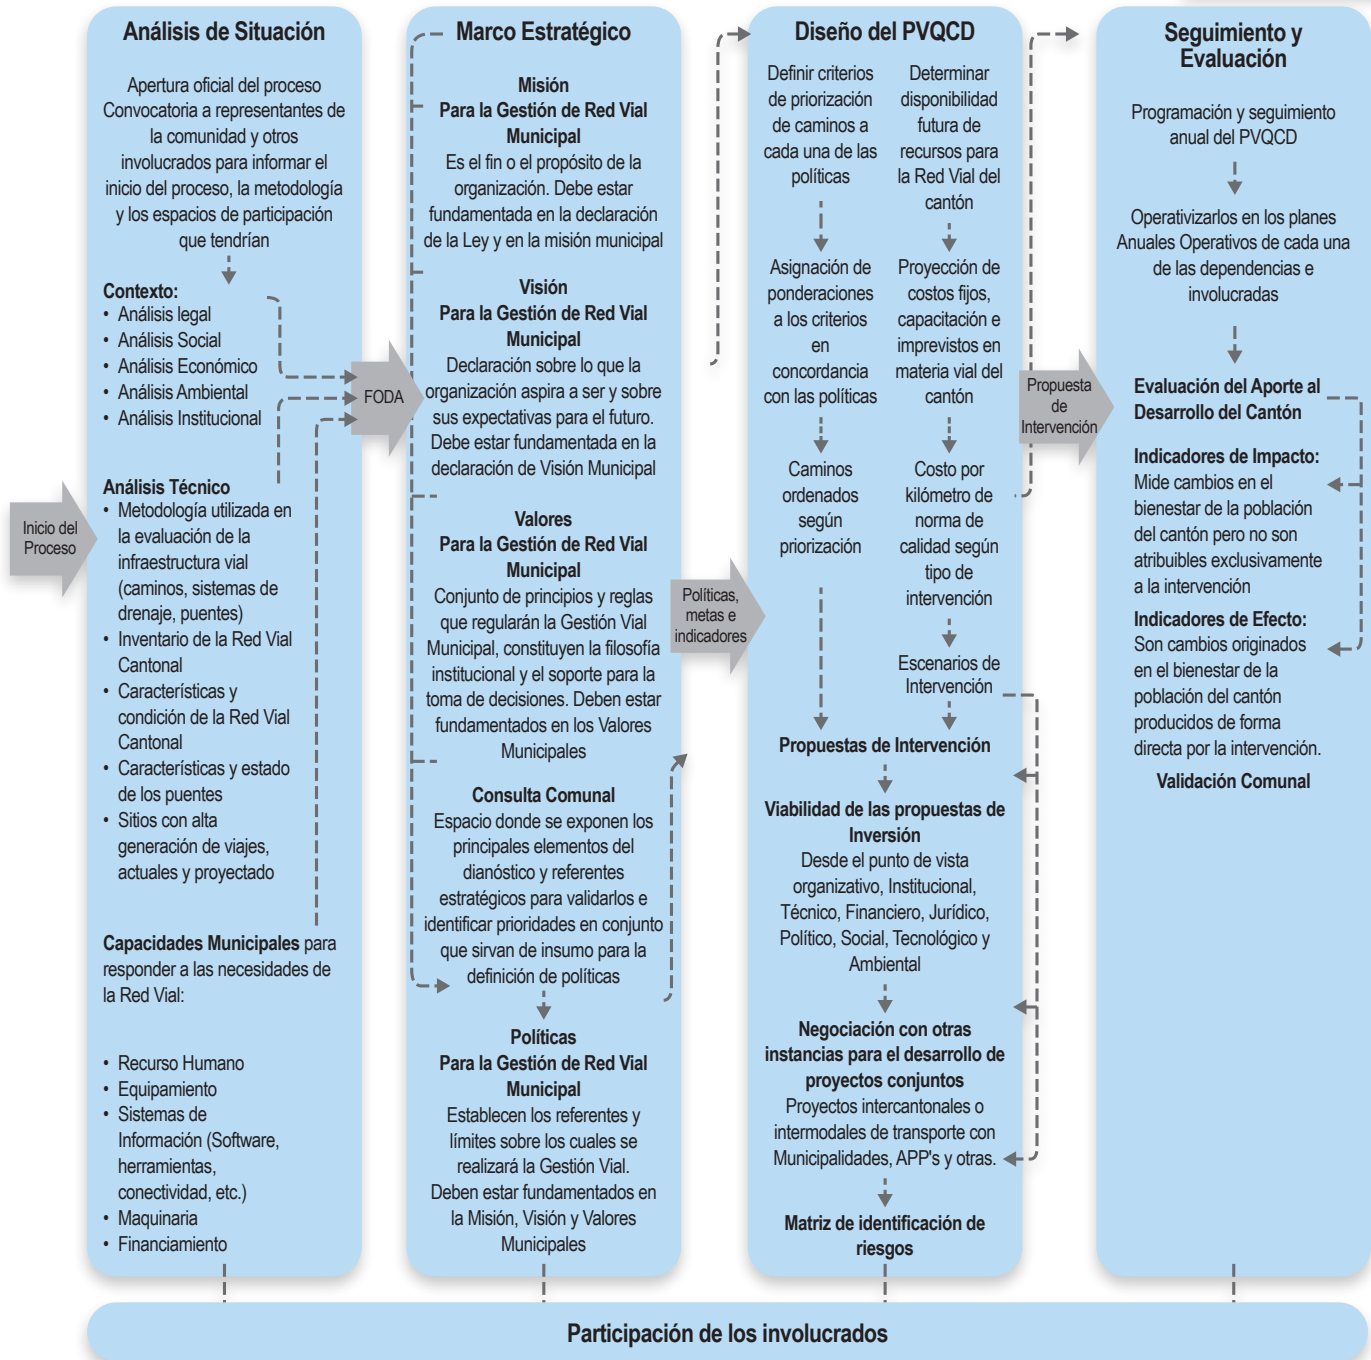 Análisis de Situación
Apertura oficial del proceso
Convocatoria a representantes de
la comunidad y otros
involucrados para informar el
inicio del proceso, la metodología
y los espacios de participación
que tendrían
Contexto:
• Análisis legal
• Análisis Social
• Análisis Económico
• Análisis Ambiental
• Análisis Institucional
Inicio del
Proceso
Análisis Técnico
• Metodología utilizada en
la evaluación de la
infraestructura vial
(caminos, sistemas de
drenaje, puentes)
• Inventario de la Red Vial
Cantonal
• Características y
condición de la Red Vial
Cantonal
• Características y estado
de los puentes
• Sitios con alta
generación de viajes,
actuales y proyectado
Capacidades Municipales para
responder a las necesidades de
la Red Vial:
• Recurso Humano
• Equipamiento
• Sistemas de
Información (Software,
herramientas,
conectividad, etc.)
• Maquinaria
• Financiamiento
FODA
Marco Estratégico
Misión
Para la Gestión de Red Vial
Municipal
Es el fin o el propósito de la
organización. Debe estar
fundamentada en la declaración
de la Ley y en la misión municipal
Visión
Para la Gestión de Red Vial
Municipal
Declaración sobre lo que la
organización aspira a ser y sobre
sus expectativas para el futuro.
Debe estar fundamentada en la
declaración de Visión Municipal
Valores
Para la Gestión de Red Vial
Municipal
Conjunto de principios y reglas
que regularán la Gestión Vial
Municipal, constituyen la filosofía
institucional y el soporte para la
toma de decisiones. Deben estar
fundamentados en los Valores
Municipales
Consulta Comunal
Espacio donde se exponen los
principales elementos del
dianóstico y referentes
estratégicos para validarlos e
identificar prioridades en conjunto
que sirvan de insumo para la
definición de políticas
Políticas
Para la Gestión de Red Vial
Municipal
Establecen los referentes y
límites sobre los cuales se
realizará la Gestión Vial.
Deben estar fundamentados en
la Misión, Visión y Valores
Municipales
Políticas,
metas e
indicadores
Diseño del PVQCD
Definir criterios
de priorización
de caminos a
cada una de las
políticas
Asignación de
ponderaciones
a los criterios
en
concordancia
con las políticas
Caminos
ordenados
según
priorización
Determinar
disponibilidad
futura de
recursos para
la Red Vial del
cantón
Proyección de
costos fijos,
capacitación e
imprevistos en
materia vial del
cantón
Costo por
kilómetro de
norma de
calidad según
tipo de
intervención
Escenarios de
Intervención
Propuestas de Intervención
Viabilidad de las propuestas de
Inversión
Desde el punto de vista
organizativo, Institucional,
Técnico, Financiero, Jurídico,
Político, Social, Tecnológico y
Ambiental
Negociación con otras
instancias para el desarrollo de
proyectos conjuntos
Proyectos intercantonales o
intermodales de transporte con
Municipalidades, APP's y otras.
Matriz de identificación de
riesgos
Propuesta
de
Intervención
Seguimiento y
Evaluación
Programación y seguimiento
anual del PVQCD
Operativizarlos en los planes
Anuales Operativos de cada una
de las dependencias e
involucradas
Evaluación del Aporte al
Desarrollo del Cantón
Indicadores de Impacto:
Mide cambios en el
bienestar de la población
del cantón pero no son
atribuibles exclusivamente
a la intervención
Indicadores de Efecto:
Son cambios originados
en el bienestar de la
población del cantón
producidos de forma
directa por la intervención.
Validación Comunal
Participación de los involucrados